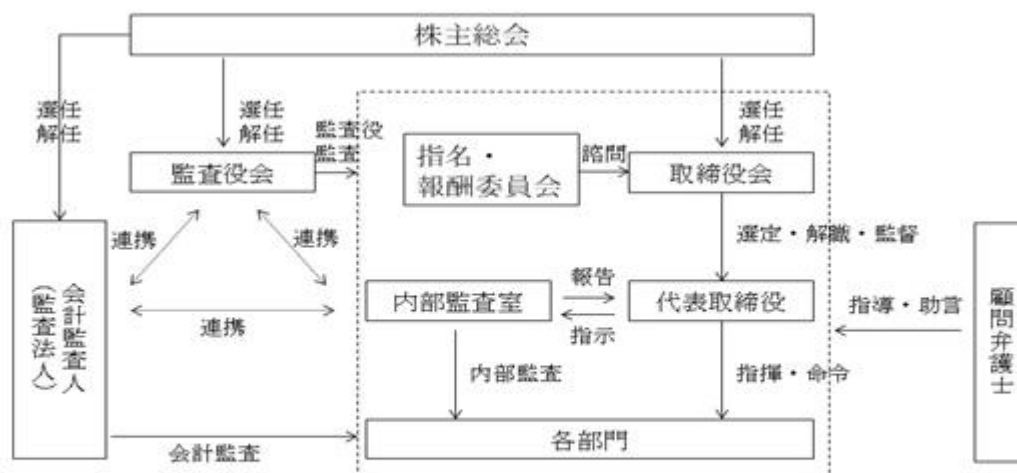 株主総会
選任
解任
選任
解任
選任
解任
監査役
監査
指名・
報酬委員会
諮問
監査役会
取締役会
連携
連携
選定・解職・監督
会計監査人
(監査法人)
報告
内部監査室
代表取締役
指導・助言
顧問弁護士
連携
指示
内部監査
指揮・命令
各部門
会計監査